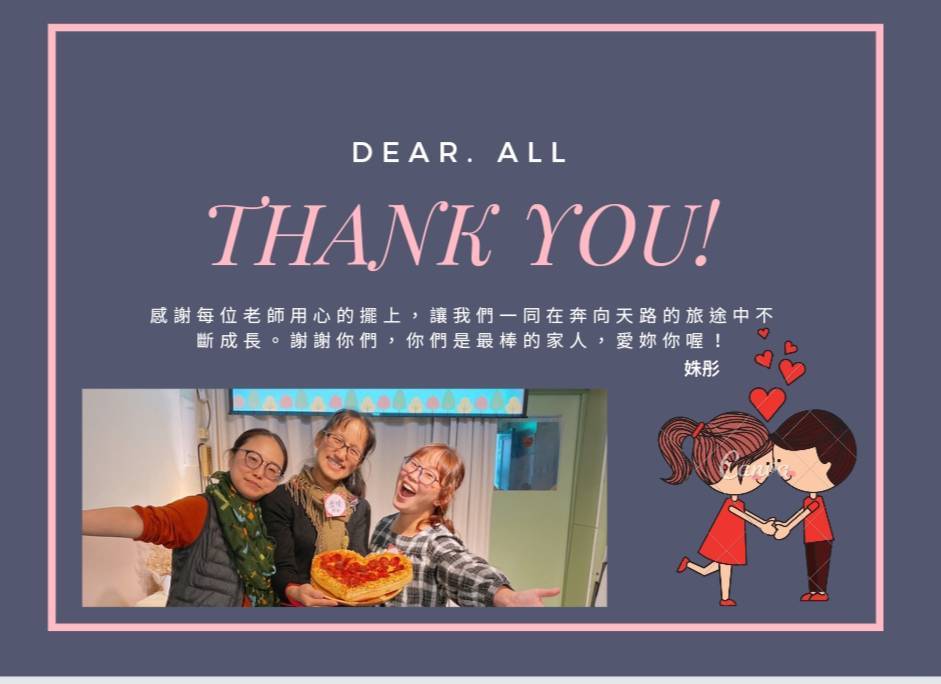 DEAR. ALL
THANK YOU!
感謝每位老師用心的擺上，讓我們一同在奔向天路的旅途中不
斷成長。謝謝你們，你們是最棒的家人，愛妳你喔！
姝彤
Canva